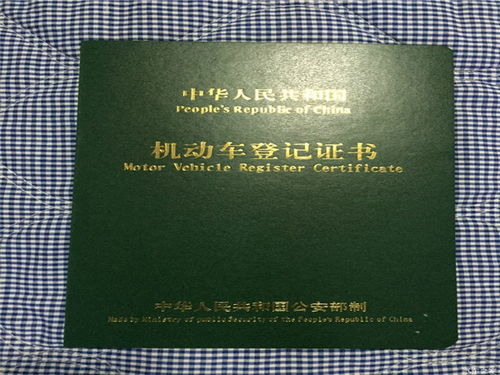 中华人民共和国
People's Republic of China
机动车登记证书
Motor Vehicle Register Certificate
中华人民共和国公安部制
Made by Ministry of public Security of the People's Republic of China